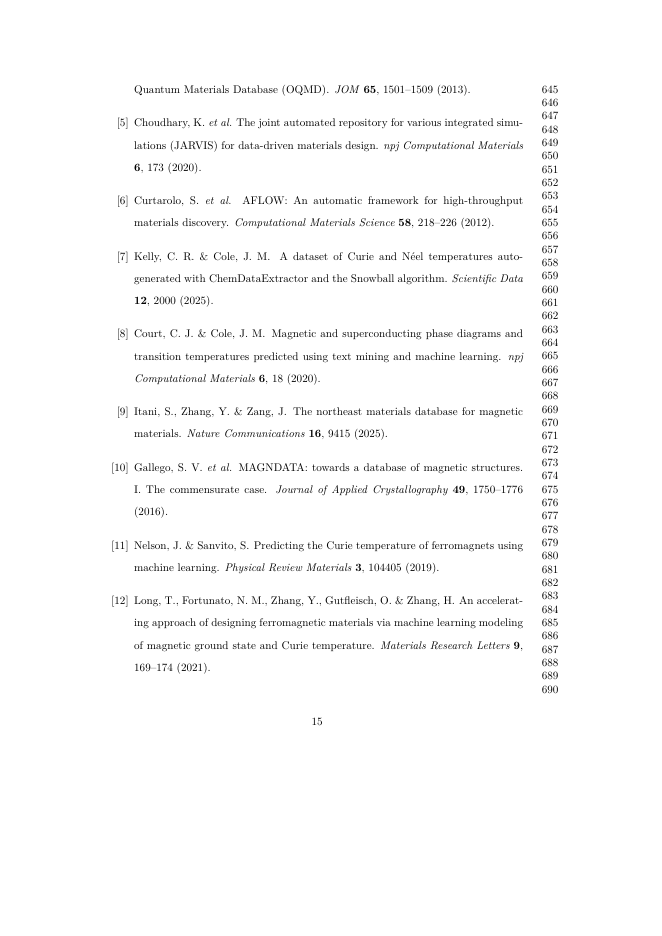 Quantum Materials Database (OQMD). JOM 65, 1501–1509 (2013).
[5] Choudhary, K. et al. The joint automated repository for various integrated simu-
lations (JARVIS) for data-driven materials design. npj Computational Materials
6, 173 (2020).
[6] Curtarolo, S. et al. AFLOW: An automatic framework for high-throughput
materials discovery. Computational Materials Science 58, 218–226 (2012).
[7] Kelly, C. R. & Cole, J. M. A dataset of Curie and Néel temperatures auto-
generated with ChemDataExtractor and the Snowball algorithm. Scientific Data
12, 2000 (2025).
[8] Court, C. J. & Cole, J. M. Magnetic and superconducting phase diagrams and
transition temperatures predicted using text mining and machine learning. npj
Computational Materials 6, 18 (2020).
[9] Itani, S., Zhang, Y. & Zang, J. The northeast materials database for magnetic
materials. Nature Communications 16, 9415 (2025).
[10] Gallego, S. V. et al. MAGNDATA: towards a database of magnetic structures.
I. The commensurate case. Journal of Applied Crystallography 49, 1750–1776
(2016).
[11] Nelson, J. & Sanvito, S. Predicting the Curie temperature of ferromagnets using
machine learning. Physical Review Materials 3, 104405 (2019).
[12] Long, T., Fortunato, N. M., Zhang, Y., Gutfleisch, O. & Zhang, H. An accelerat-
ing approach of designing ferromagnetic materials via machine learning modeling
of magnetic ground state and Curie temperature. Materials Research Letters 9,
169–174 (2021).
645
646
647
648
649
650
651
652
653
654
655
656
657
658
659
660
661
662
663
664
665
666
667
668
669
670
671
672
673
674
675
676
677
678
679
680
681
682
683
684
685
686
687
688
689
690
15